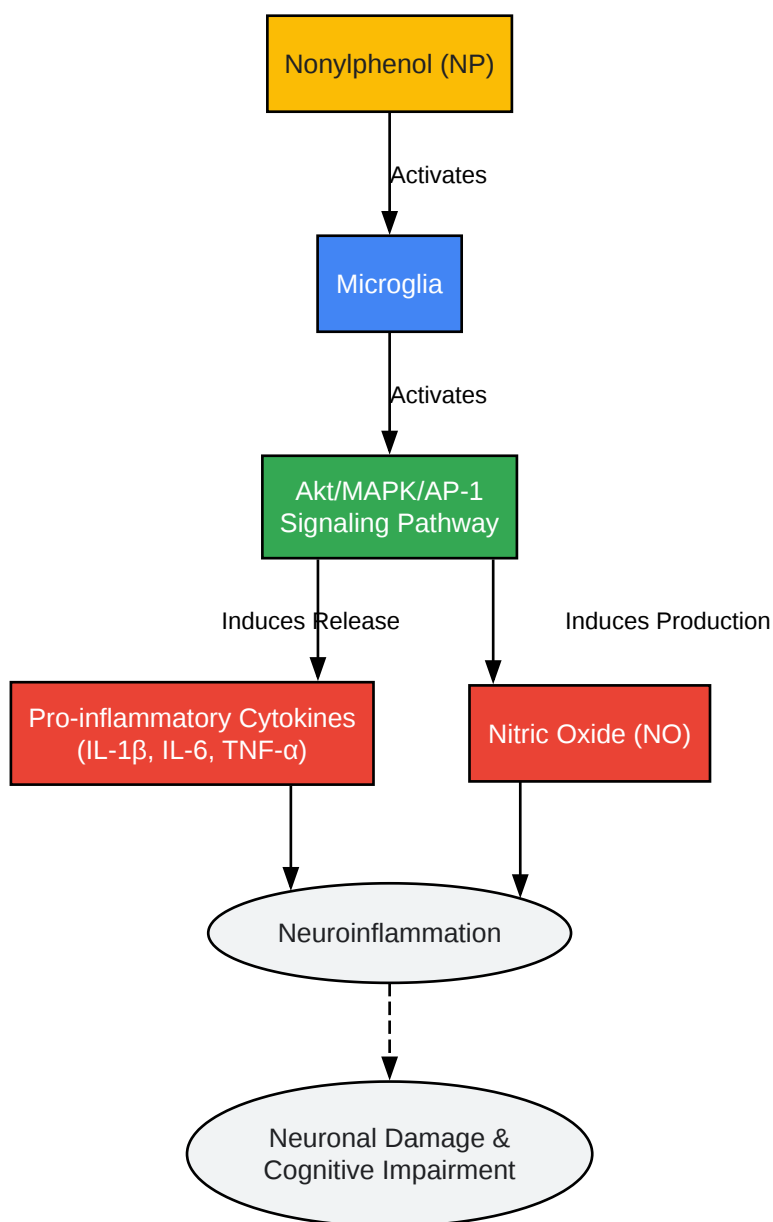 Nonylphenol (NP)
Activates
Microglia
Activates
Akt/MAPK/AP-1
Signaling Pathway
Induces Release
Induces Production
Pro-inflammatory Cytokines
(IL-1β, IL-6, TNF-α)
Nitric Oxide (NO)
Neuroinflammation
Neuronal Damage &
Cognitive Impairment